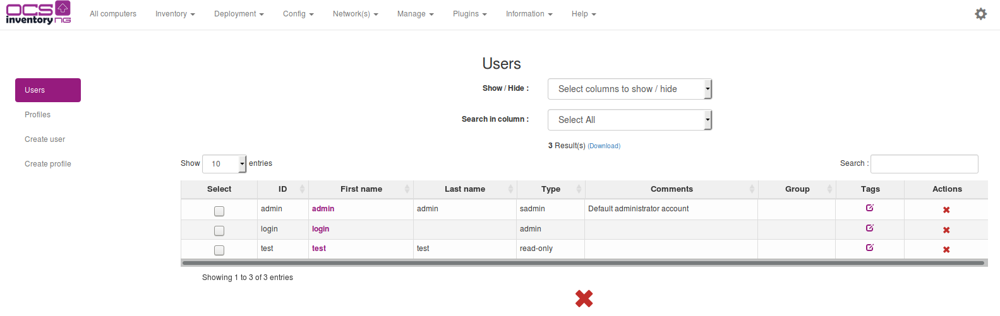 OCS
inventory NG
All computers Inventory Deployment Config Network(s) Manage Plugins Information Help
Users
Users
Profiles
Create user
Create profile
Show / Hide : Select columns to show / hide
Search in column : Select All
3 Result(s) (Download)
Show 10 entries Search :
Select ID First name Last name Type Comments Group Tags Actions
admin admin admin sadmin Default administrator account
login login admin
test test test read-only
Showing 1 to 3 of 3 entries